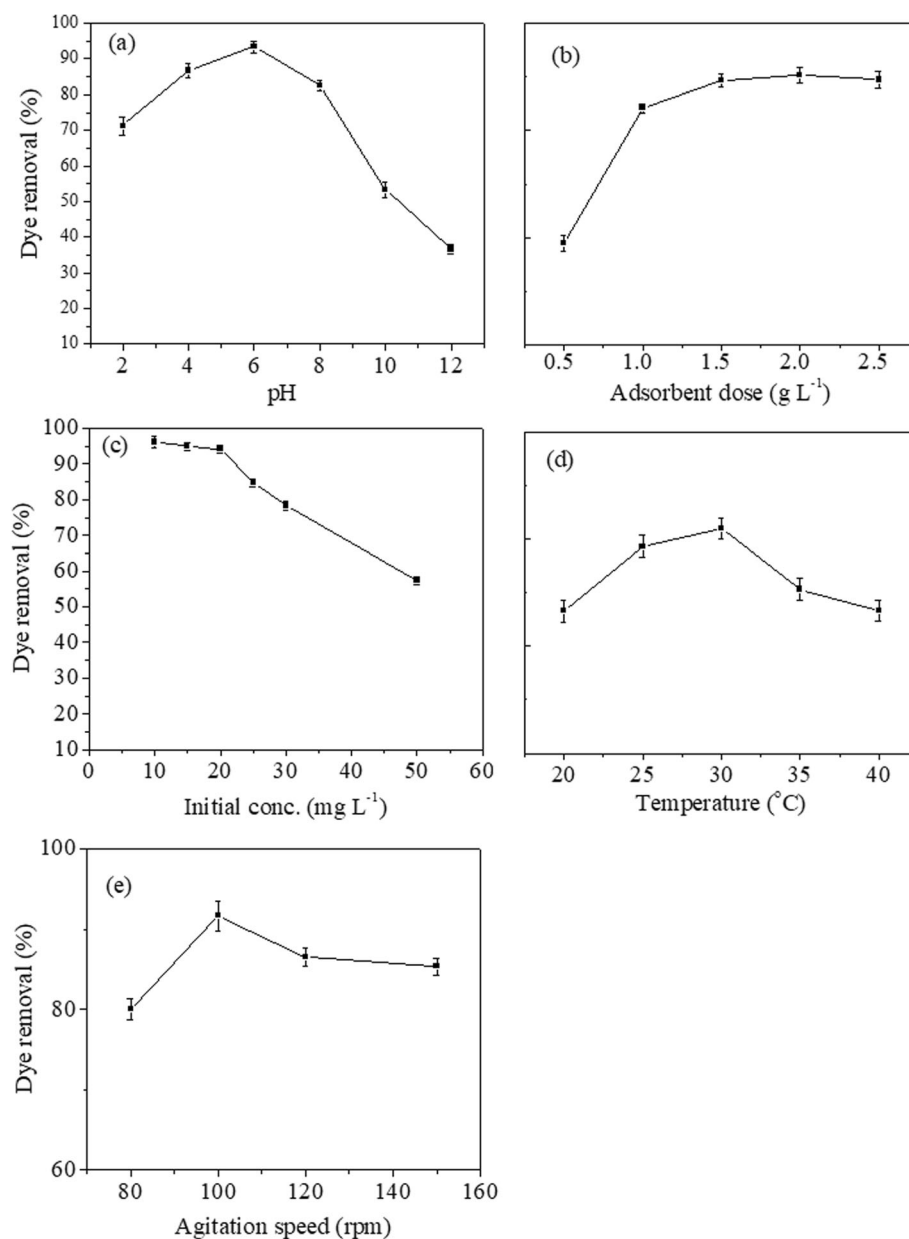 100
90
80
70
60
50
40
30
20
10
Dye removal (%)
(a)
2 4 6 8 10 12
pH
(b)
0.5 1.0 1.5 2.0 2.5
Adsorbent dose (g L⁻¹)
100
90
80
70
60
50
40
30
20
10
Dye removal (%)
(c)
0 10 20 30 40 50 60
Initial conc. (mg L⁻¹)
(d)
20 25 30 35 40
Temperature (°C)
100
80
60
Dye removal (%)
(e)
80 100 120 140 160
Agitation speed (rpm)